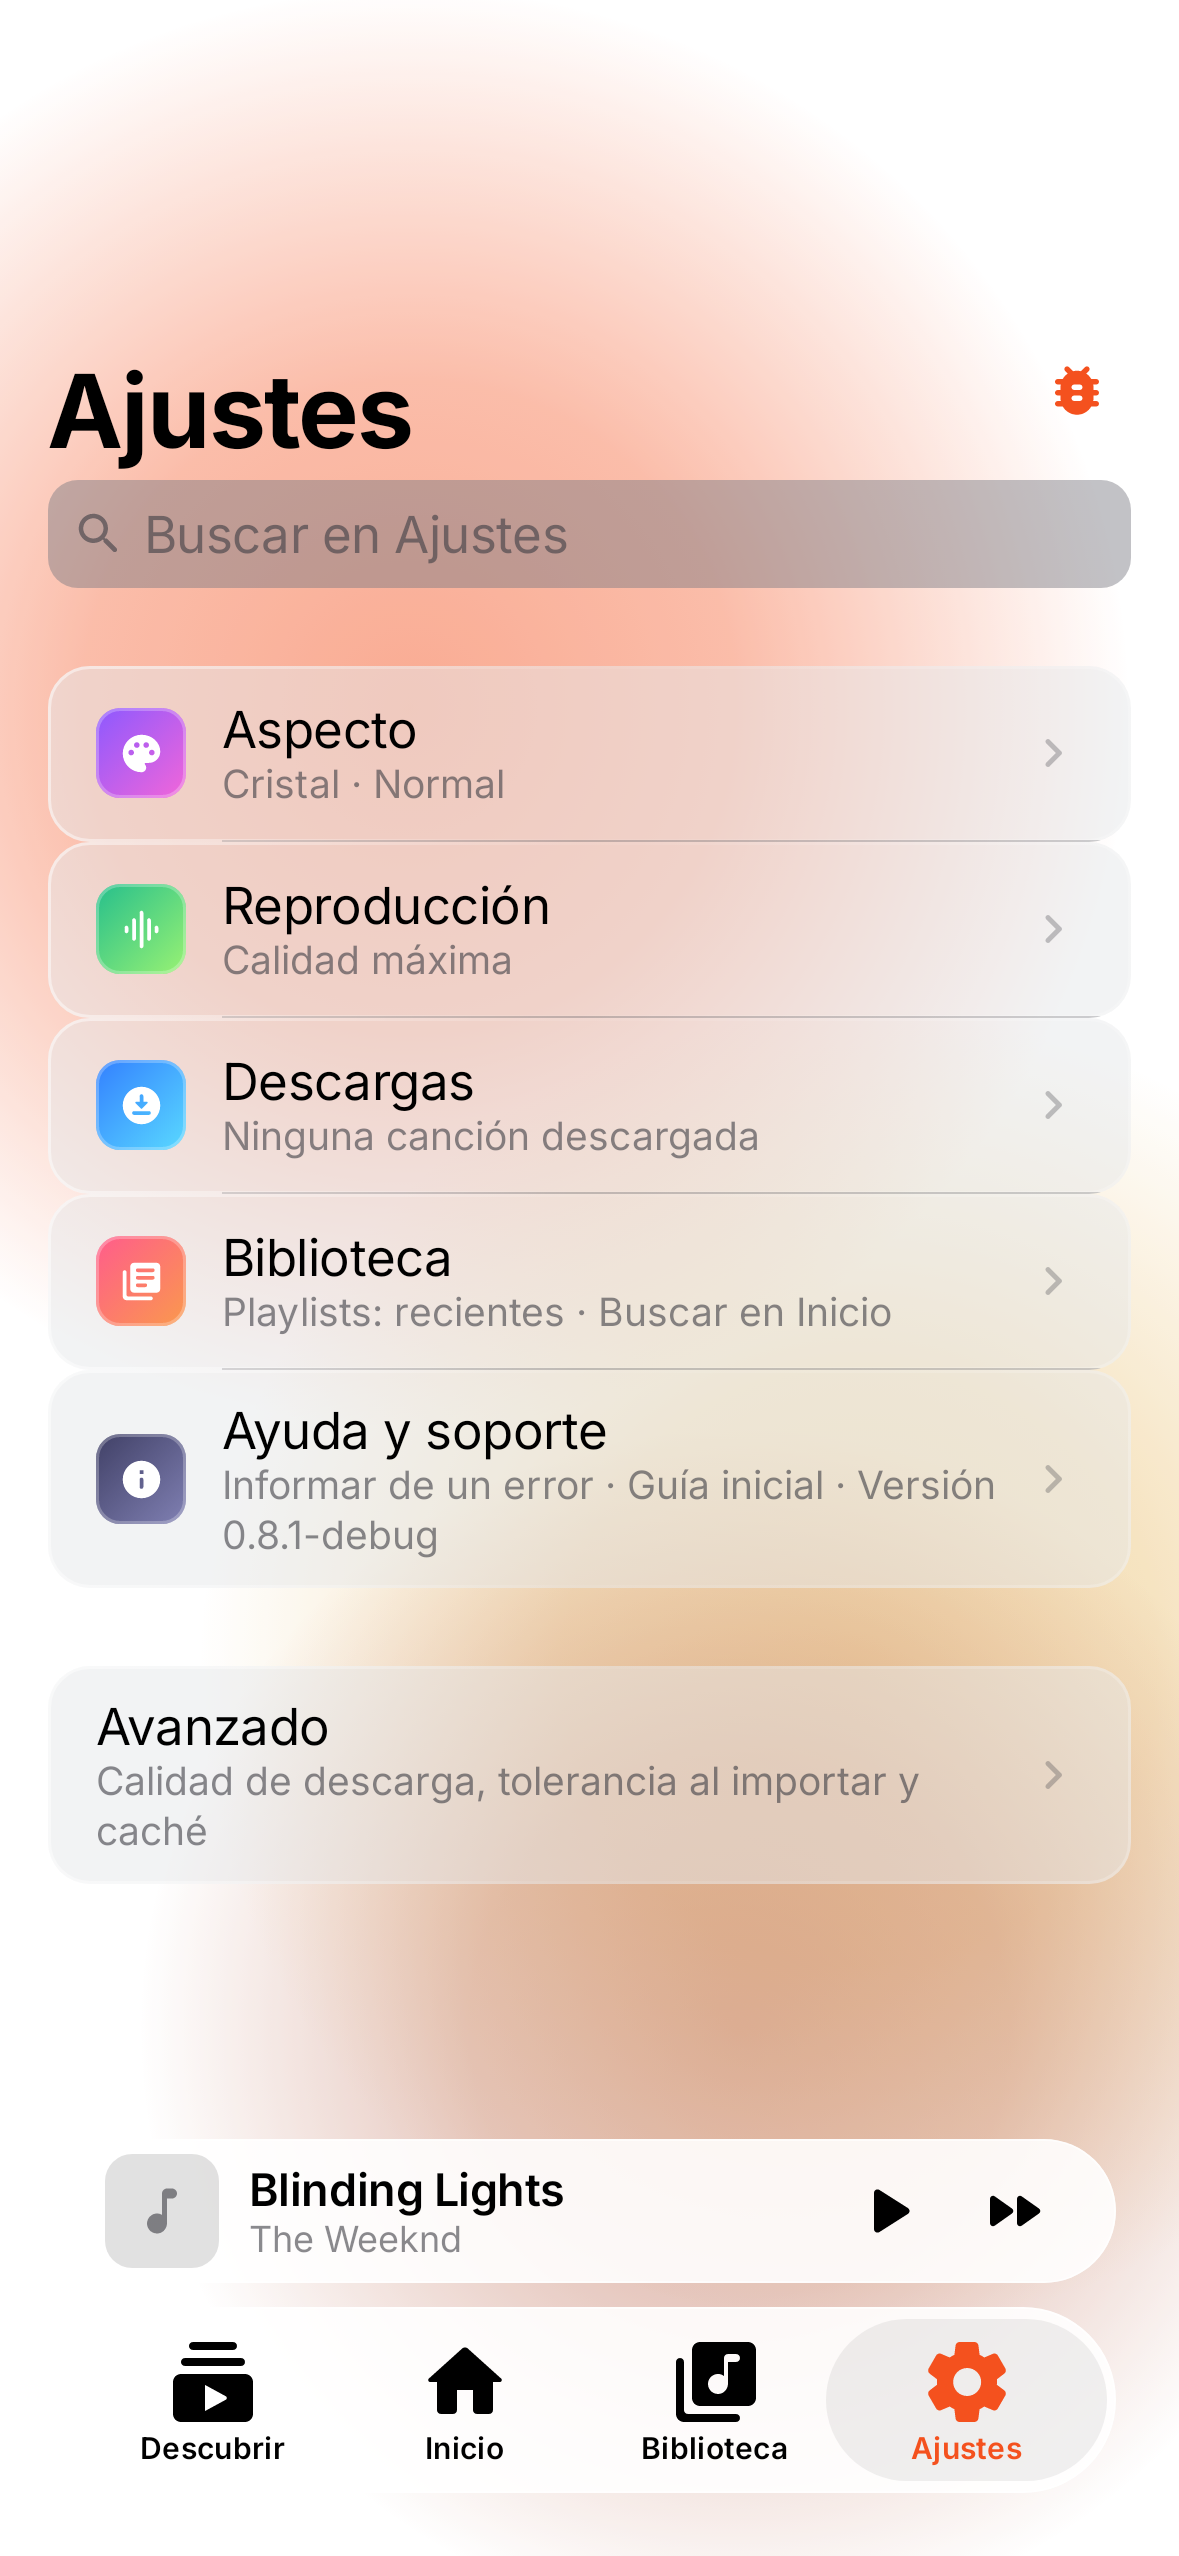 Ajustes
Buscar en Ajustes
Aspecto
Cristal · Normal
Reproducción
Calidad máxima
Descargas
Ninguna canción descargada
Biblioteca
Playlists: recientes · Buscar en Inicio
Ayuda y soporte
Informar de un error · Guía inicial · Versión
0.8.1-debug
Avanzado
Calidad de descarga, tolerancia al importar y
caché
Blinding Lights
The Weeknd
Descubrir
Inicio
Biblioteca
Ajustes